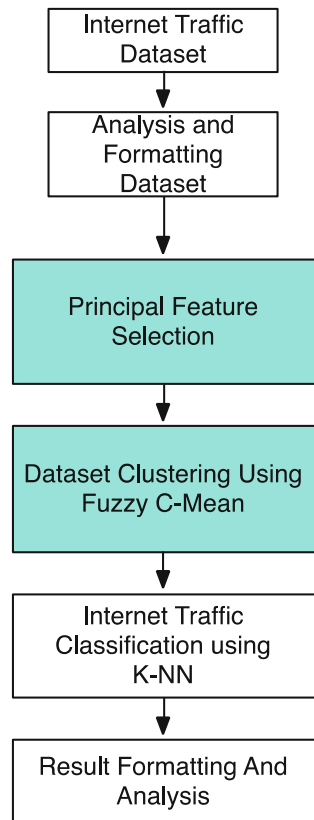 Internet Traffic
Dataset
Analysis and
Formatting
Dataset
Principal Feature
Selection
Dataset Clustering Using
Fuzzy C-Mean
Internet Traffic
Classification using
K-NN
Result Formatting And
Analysis